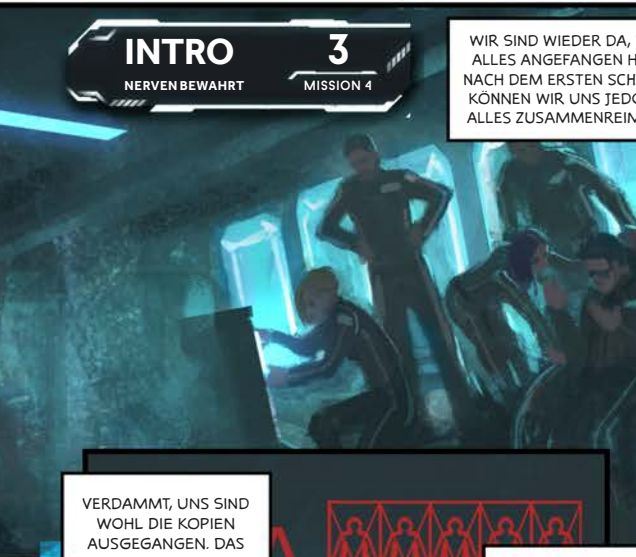 INTRO
NERVEN BEWAHRT
3
MISSION 4
WIR SIND WIEDER DA,
ALLES ANGEFANGEN
NACH DEM ERSTEN
KÖNNEN WIR UNS
ALLES
VERDAMMT, UNS SIND
WOHL DIE KOPIEN
AUSGEGANGEN. DAS